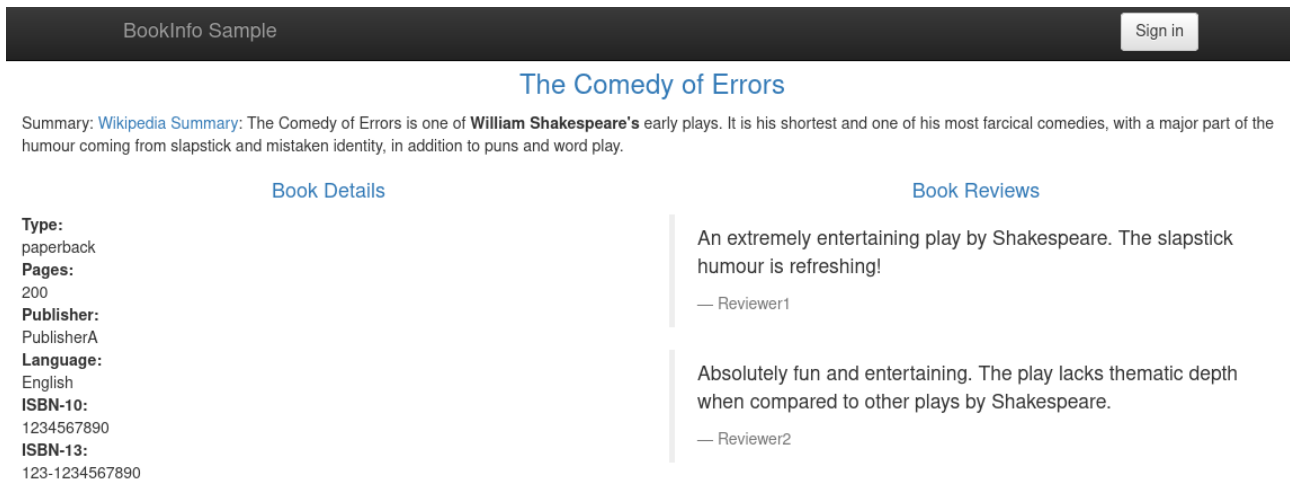 BookInfo Sample
Sign in
The Comedy of Errors
Summary: Wikipedia Summary: The Comedy of Errors is one of William Shakespeare's early plays. It is his shortest and one of his most farcical comedies, with a major part of the
humour coming from slapstick and mistaken identity, in addition to puns and word play.
Book Details
Type:
paperback
Pages:
200
Publisher:
PublisherA
Language:
English
ISBN-10:
1234567890
ISBN-13:
123-1234567890
Book Reviews
An extremely entertaining play by Shakespeare. The slapstick
humour is refreshing!
— Reviewer1
Absolutely fun and entertaining. The play lacks thematic depth
when compared to other plays by Shakespeare.
— Reviewer2